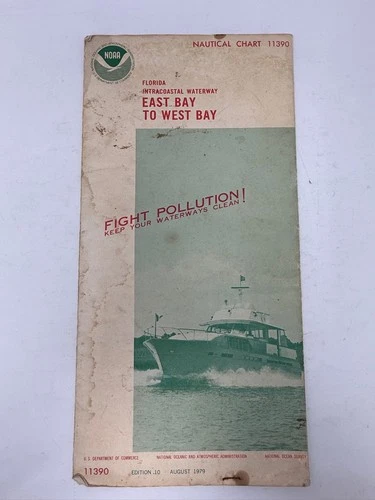 NOAA
NAUTICAL CHART 11390
FLORIDA
INTRACOASTAL WATERWAY
EAST BAY
TO WEST BAY
FIGHT POLLUTION!
KEEP YOUR WATERWAYS CLEAN!
U.S. DEPARTMENT OF COMMERCE NATIONAL OCEANIC AND ATMOSPHERIC ADMINISTRATION NATIONAL OCEAN SURVEY
11390 EDITION 10 AUGUST 1979